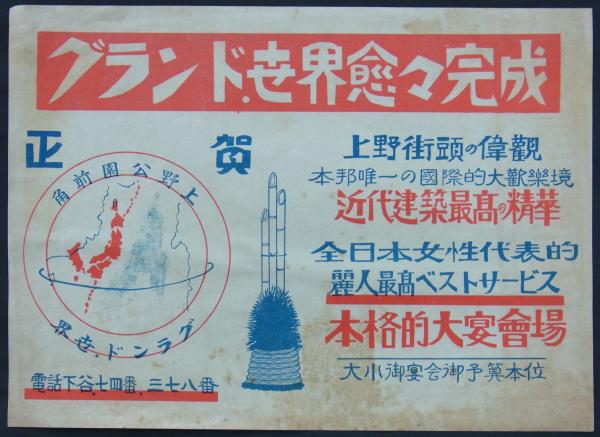 グランド・世界愈々完成
賀正
上野街頭の偉觀
本邦唯一の國際的大歡樂境
近代建築最高の精華
全日本女性代表的
麗人最高ベストサービス
本格的大宴會場
大小御宴会御予算本位
上野公園前角
グランド・世界
電話下谷・七四番・三七八番